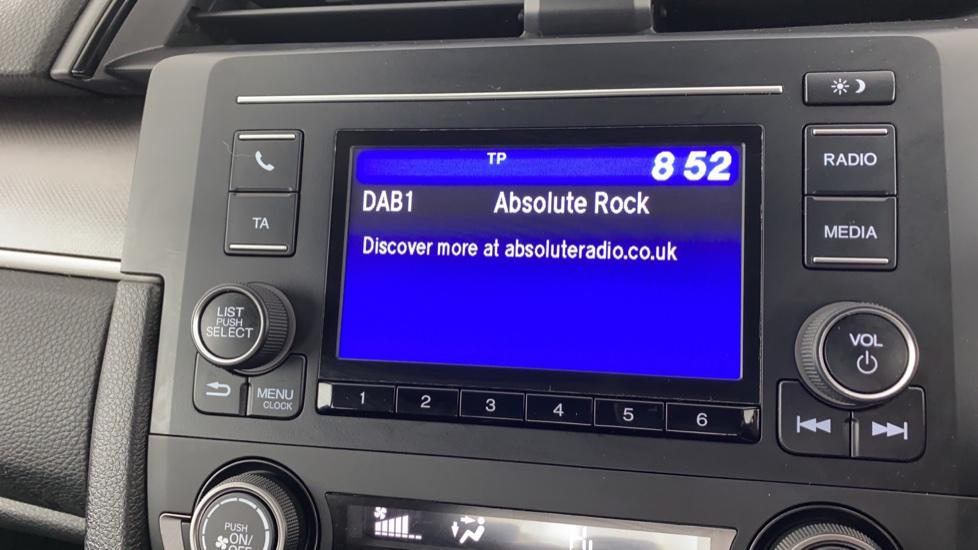 TP 8 52
DAB1 Absolute Rock
Discover more at absoluteradio.co.uk
TA
RADIO
MEDIA
LIST
PUSH
SELECT
MENU
CLOCK
VOL
1 2 3 4 5 6
PUSH
ON/
OFF